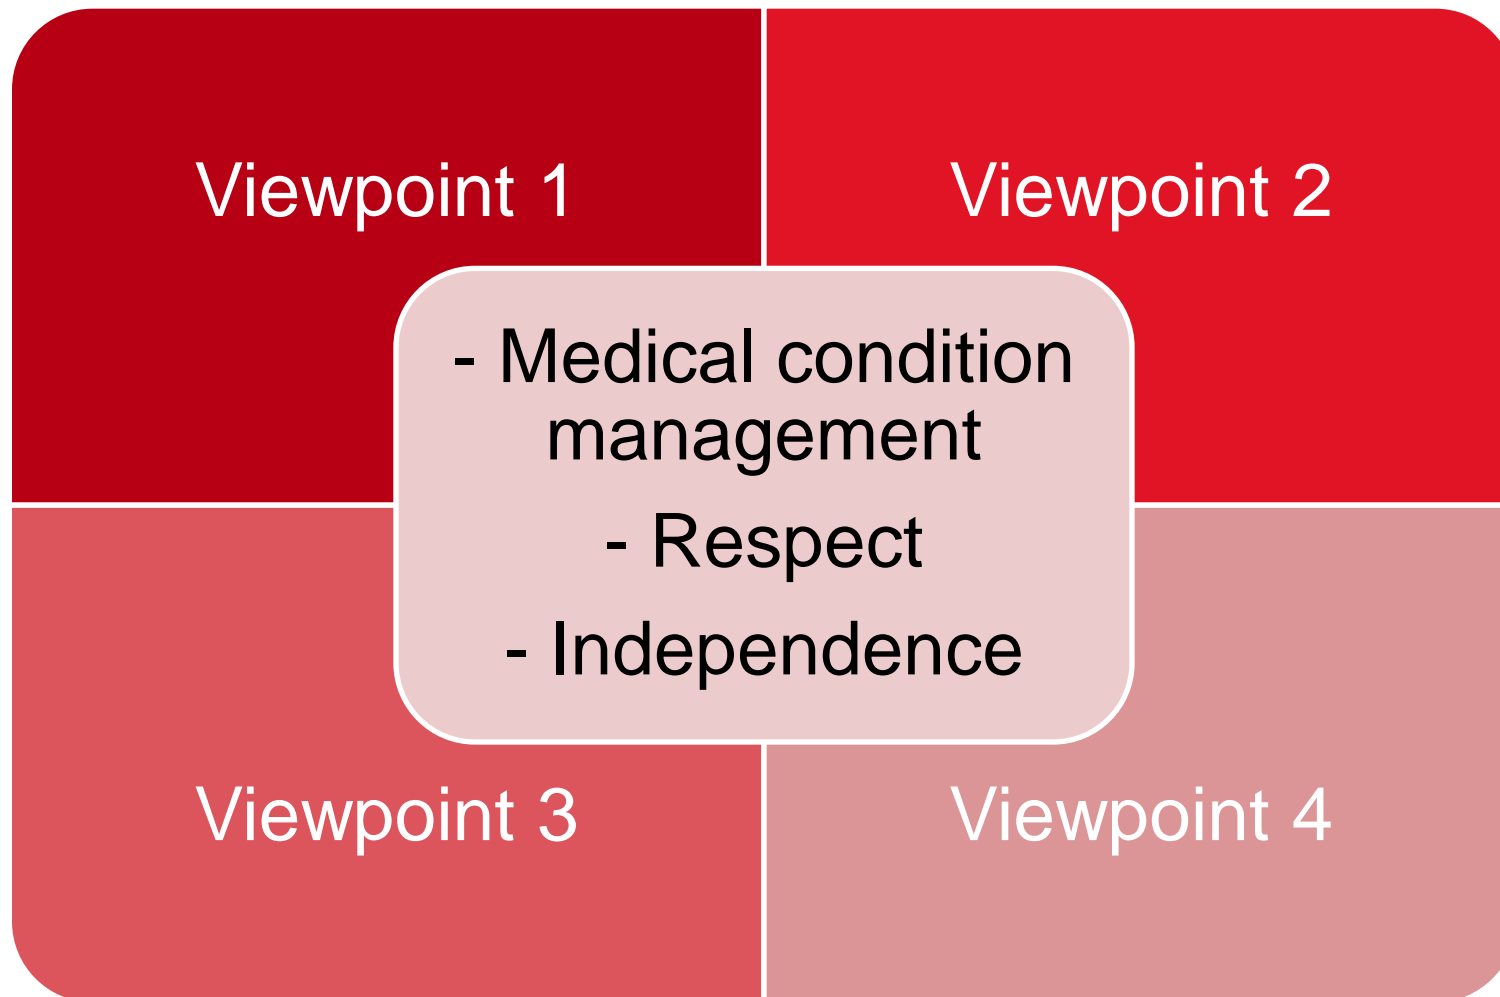 Viewpoint 1
Viewpoint 2
- Medical condition
management
- Respect
- Independence
Viewpoint 3
Viewpoint 4